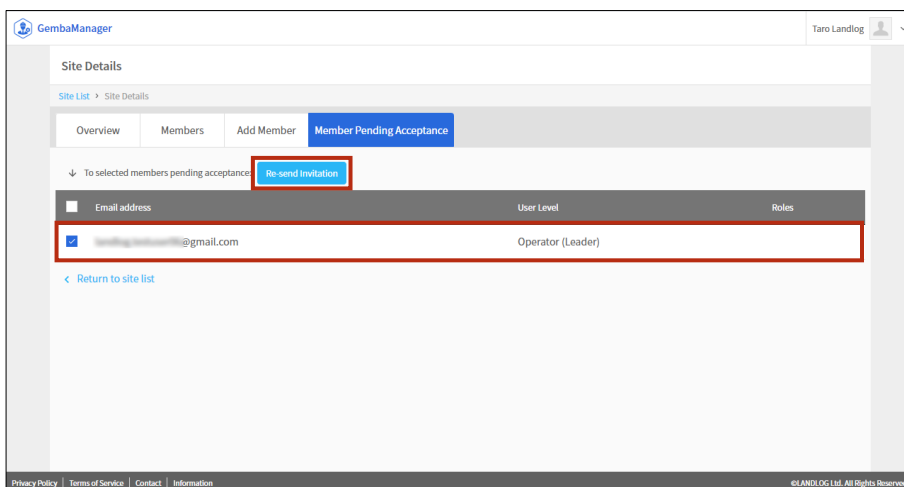 GembaManager
Taro Landlog
Site Details
Site List > Site Details
Overview
Members
Add Member
Member Pending Acceptance
↓ To selected members pending acceptance:
Re-send Invitation
Email address
User Level
Roles
@gmail.com
Operator (Leader)
< Return to site list
Privacy Policy | Terms of Service | Contact | Information
©LANDLOG Ltd. All Rights Reserved